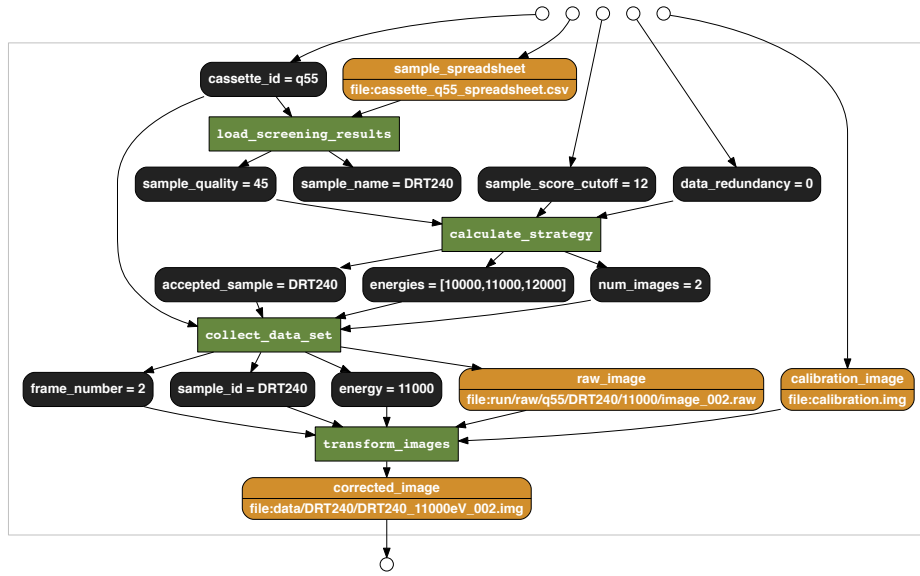 cassette_id = q55
sample_spreadsheet
file:cassette_q55_spreadsheet.csv
load_screening_results
sample_quality = 45
sample_name = DRT240
sample_score_cutoff = 12
data_redundancy = 0
calculate_strategy
accepted_sample = DRT240
energies = [10000,11000,12000]
num_images = 2
collect_data_set
frame_number = 2
sample_id = DRT240
energy = 11000
raw_image
file:run/raw/q55/DRT240/11000/image_002.raw
calibration_image
file:calibration.img
transform_images
corrected_image
file:data/DRT240/DRT240_11000eV_002.img